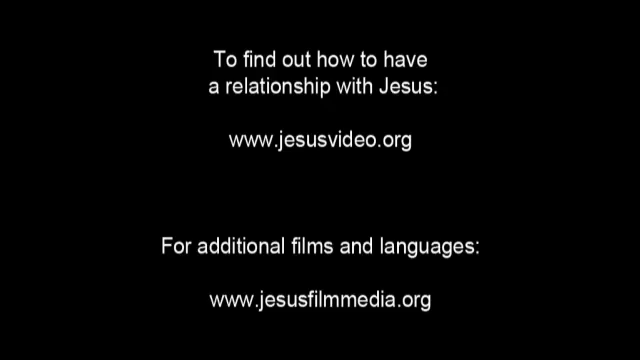 To find out how to have
a relationship with Jesus:
www.jesusvideo.org
For additional films and languages:
www.jesusfilmmedia.org